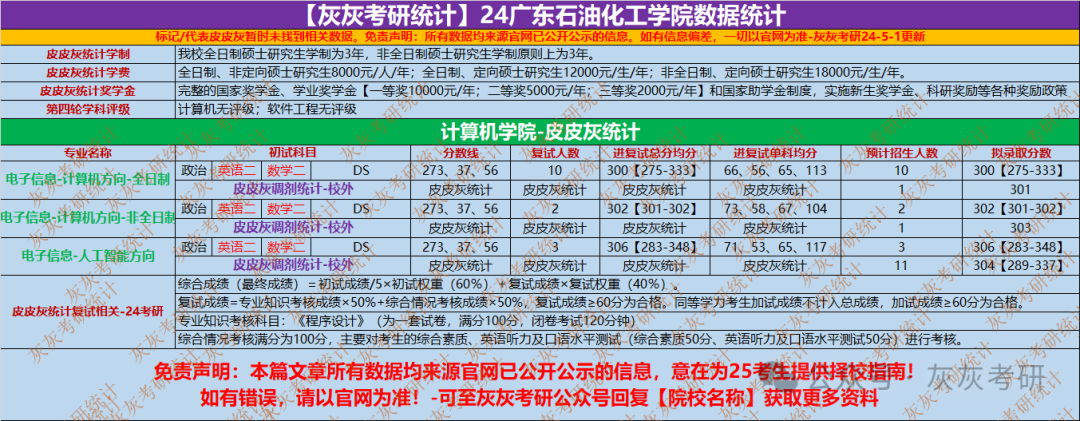 【灰灰考研统计】24广东石油化工学院数据统计
标记/代表皮皮灰暂时未找到相关数据。免责声明：所有数据均来源官网已公开公示的信息。如有信息偏差，一切以官网为准-灰灰考研24-5-1更新
皮皮灰统计学制 我校全日制硕士研究生学制为3年，非全日制硕士研究生学制原则上为3年。
皮皮灰统计学费 全日制、非定向硕士研究生8000元/人/年；全日制、定向硕士研究生12000元/生/年；非全日制硕士研究生18000元/生/年。
皮皮灰统计奖学金 完整的国家奖学金、学业奖学金【一等奖10000元/年；二等奖5000元/年；三等奖2000元/年】和国家助学金制度，实施新生奖学金、科研奖励等各种奖励政策
第四轮学科评级 计算机无评级；软件工程无评级
计算机学院-皮皮灰统计
专业名称 初试科目 分数线 复试人数 进复试总分均分 进复试单科均分 预计招生人数 拟录取分数
电子信息-计算机方向-全日制 政治 英语二 数学二 DS 273、37、56 10 300【275-333】 66、56、65、113 10 300【275-333】
皮皮灰调剂统计-校外 皮皮灰统计 皮皮灰统计 皮皮灰统计 皮皮灰统计 1 301
电子信息-计算机方向-非全日制 政治 英语二 数学二 DS 273、37、56 2 302【301-302】 73、58、67、104 2 302【301-302】
皮皮灰调剂统计-校外 皮皮灰统计 皮皮灰统计 皮皮灰统计 皮皮灰统计 1 303
电子信息-人工智能方向 政治 英语二 数学二 DS 273、37、56 3 306【283-348】 71、53、65、117 3 306【283-348】
皮皮灰调剂统计-校外 皮皮灰统计 皮皮灰统计 皮皮灰统计 皮皮灰统计 11 304【289-337】
皮皮灰统计复试相关-24考研
综合成绩（最终成绩）=初试成绩/5×初试权重（60%）+复试成绩×复试权重（40%）。
复试成绩=专业知识考核成绩×50%+综合情况考核成绩×50%，复试成绩≥60分为合格。同等学力考生加试成绩不计入总成绩，加试成绩≥60分为合格。
专业知识考核科目：《程序设计》（为一套试卷，满分100分，闭卷考试120分钟）
综合情况考核满分为100分，主要对考生的综合素质、英语听力及口语水平测试（综合素质50分、英语听力及口语水平测试50分）进行考核。
免责声明：本篇文章所有数据均来源官网已公开公示的信息，意在为25考生提供择校指南！
如有错误，请以官网为准！-可至灰灰考研公众号回复【院校名称】获取更多资料
公众号 灰灰考研